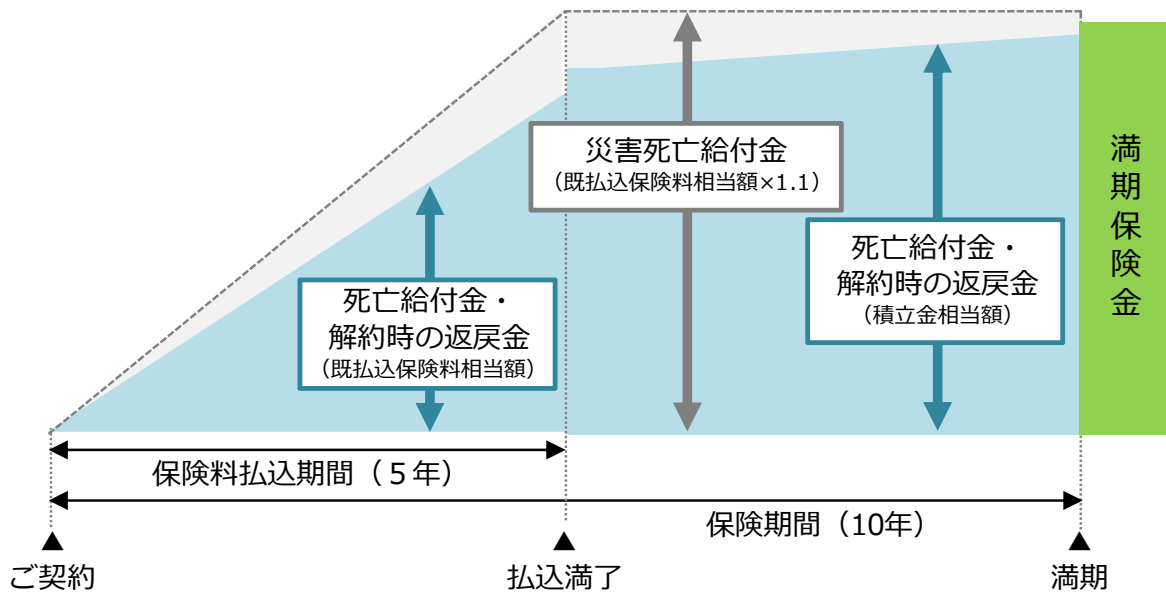 災害死亡給付金
（既払込保険料相当額×1.1）
死亡給付金・
解約時の返戻金
（積立金相当額）
死亡給付金・
解約時の返戻金
（既払込保険料相当額）
満期保険金
保険料払込期間（５年）
保険期間（10年）
▲
▲
▲
ご契約
払込満了
満期